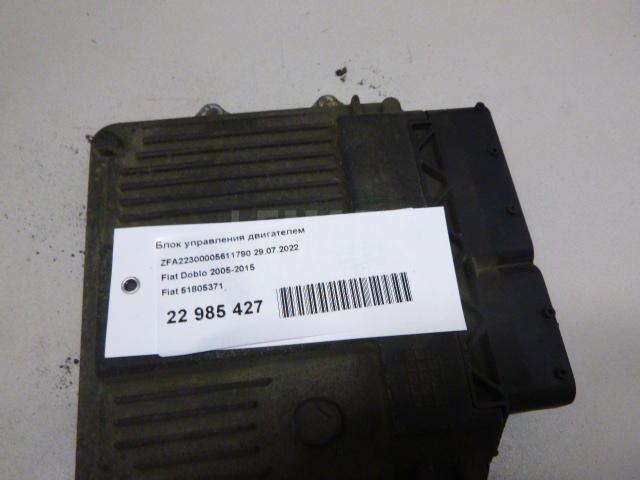 Блок управления двигателем
ZFA22300005611790 29.07.2022
Fiat Doblo 2005-2015
Fiat 51805371
22 985 427